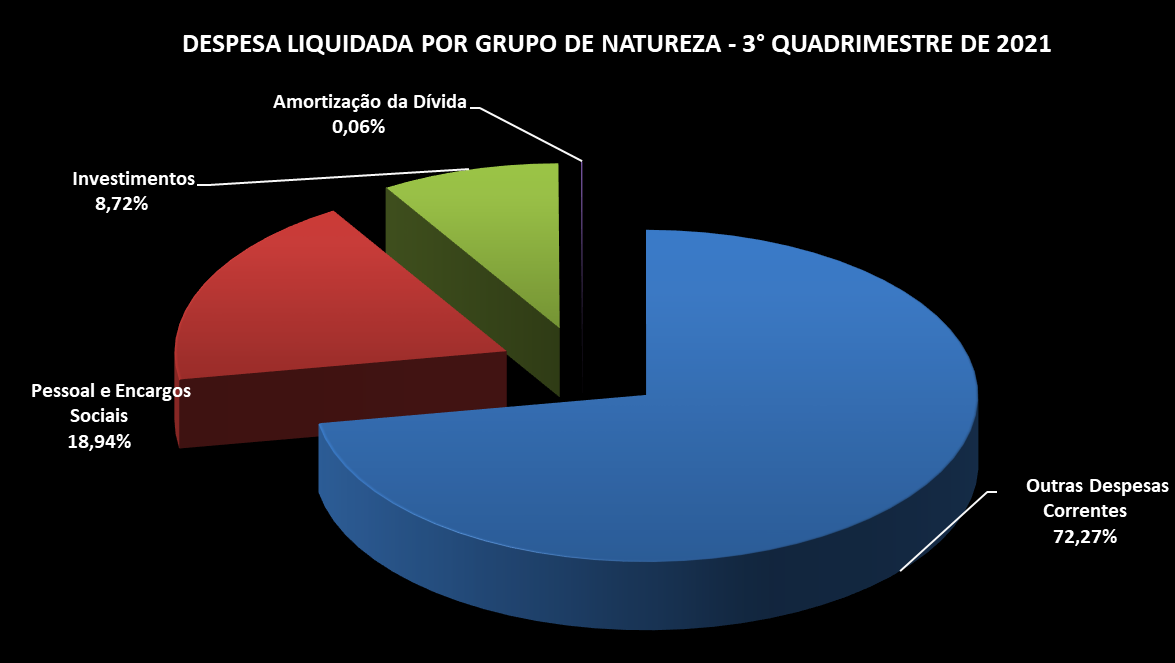 DESPESA LIQUIDADA POR GRUPO DE NATUREZA - 3° QUADRIMESTRE DE 2021
Amortização da Dívida
0,06%
Investimentos
8,72%
Pessoal e Encargos
Sociais
18,94%
Outras Despesas
Correntes
72,27%